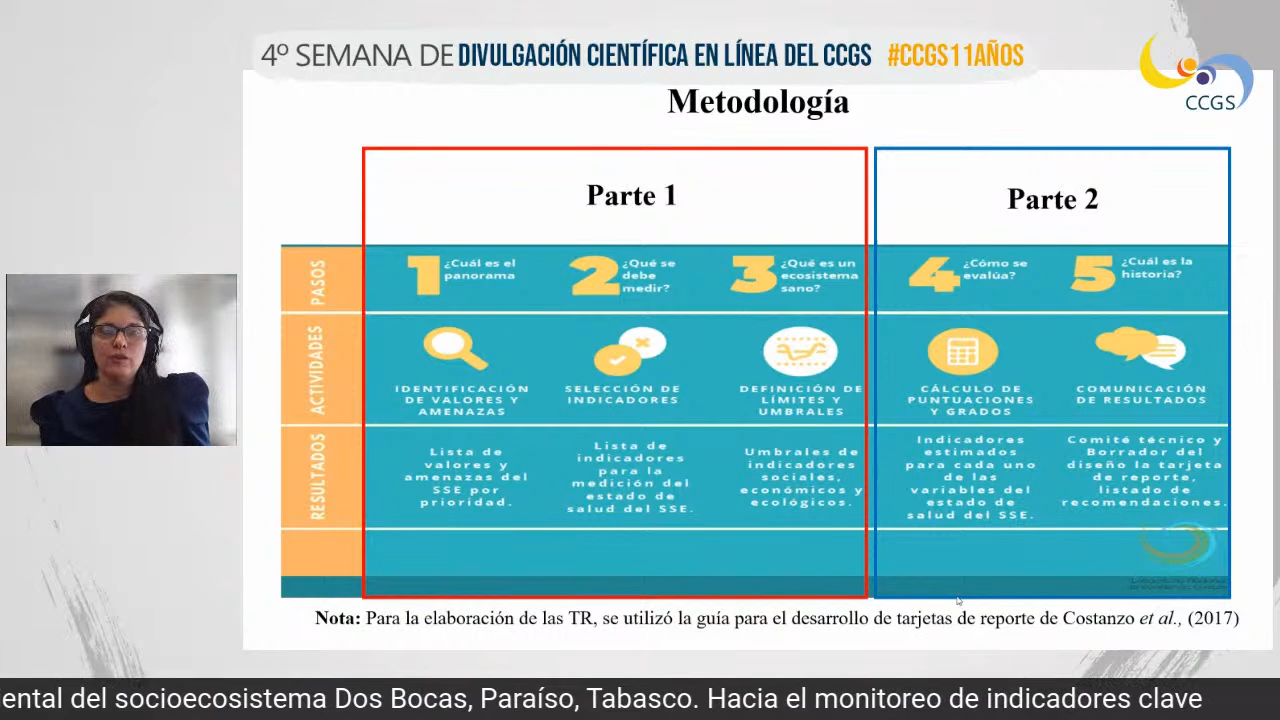 4º SEMANA DE DIVULGACIÓN CIENTÍFICA EN LÍNEA DEL CCGS #CCGS11AÑOS
CCGS
Metodología
Parte 1
Parte 2
PASOS
1 ¿Cuál es el
panorama
2 ¿Qué se
debe
medir?
3 ¿Qué es un
ecosistema
sano?
4 ¿Cómo se
evalúa?
5 ¿Cuál es la
historia?
ACTIVIDADES
IDENTIFICACIÓN
DE VALORES Y
AMENAZAS
SELECCIÓN DE
INDICADORES
DEFINICIÓN DE
LÍMITES Y
UMBRALES
CÁLCULO DE
PUNTUACIONES
Y GRADOS
COMUNICACIÓN
DE RESULTADOS
RESULTADOS
Lista de
valores y
amenazas del
SSE por
prioridad.
Lista de
indicadores
para la
medición del
estado de
salud del SSE.
Umbrales de
indicadores
sociales,
económicos y
ecológicos.
Indicadores
estimados
para cada uno
de las
variables del
estado de
salud del SSE.
Comité técnico y
Borrador del
diseño la tarjeta
de reporte,
listado de
recomendaciones.
Nota: Para la elaboración de las TR, se utilizó la guía para el desarrollo de tarjetas de reporte de Costanzo et al., (2017)
iental del socioecosistema Dos Bocas, Paraíso, Tabasco. Hacia el monitoreo de indicadores clave